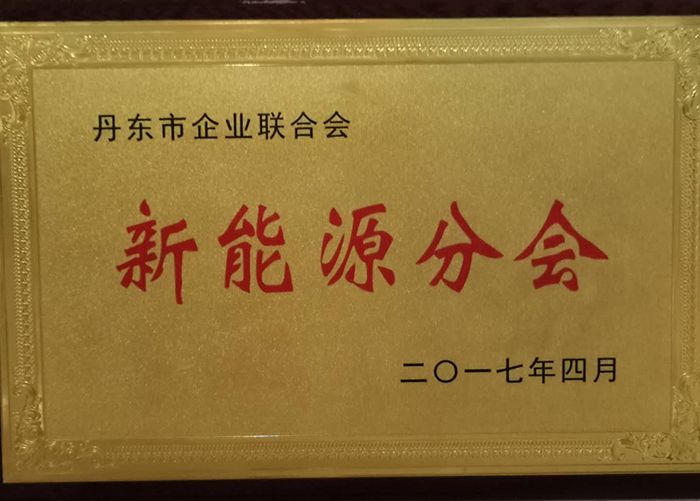 丹东市企业联合会
新能源分会
二〇一七年四月